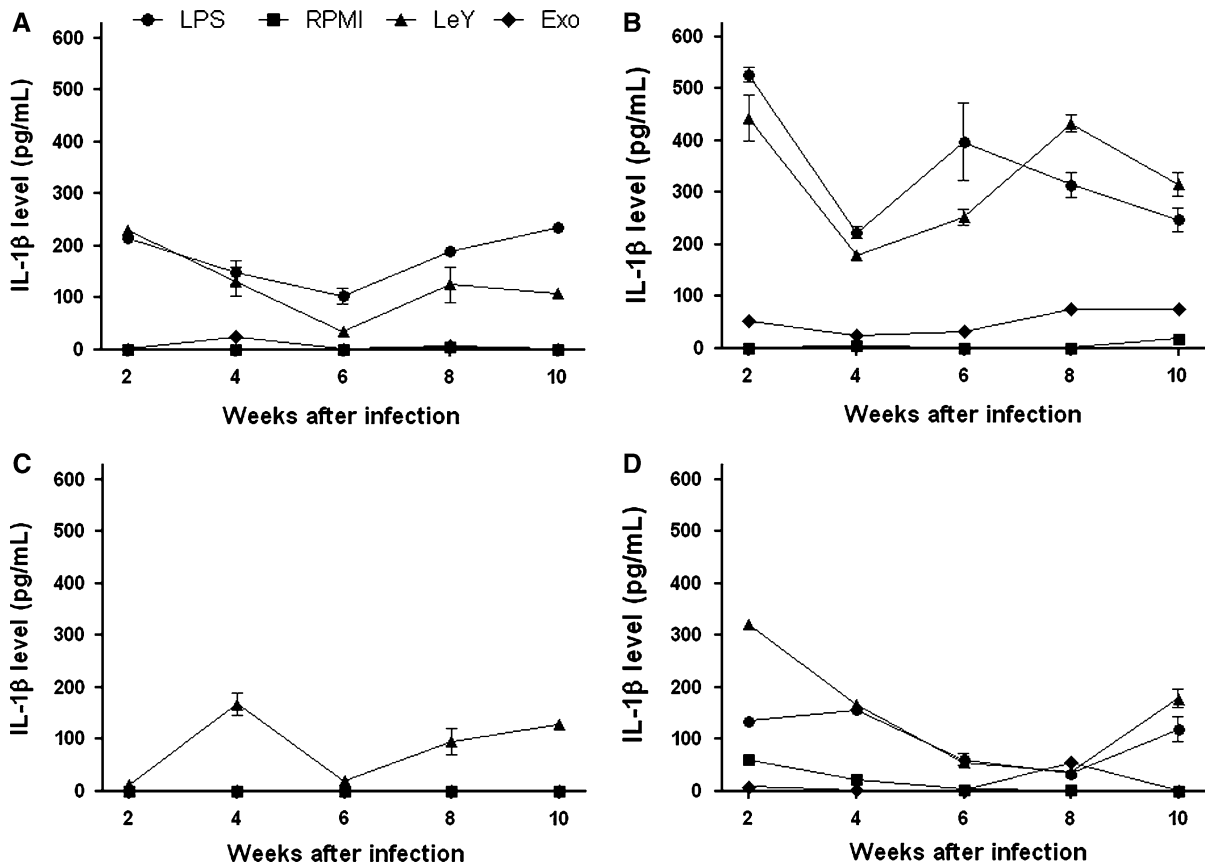 A LPS RPMI LeY Exo
600
500
400
300
200
100
0
IL-1β level (pg/mL)
2 4 6 8 10
Weeks after infection
B
600
500
400
300
200
100
0
IL-1β level (pg/mL)
2 4 6 8 10
Weeks after infection
C
600
500
400
300
200
100
0
IL-1β level (pg/mL)
2 4 6 8 10
Weeks after infection
D
600
500
400
300
200
100
0
IL-1β level (pg/mL)
2 4 6 8 10
Weeks after infection